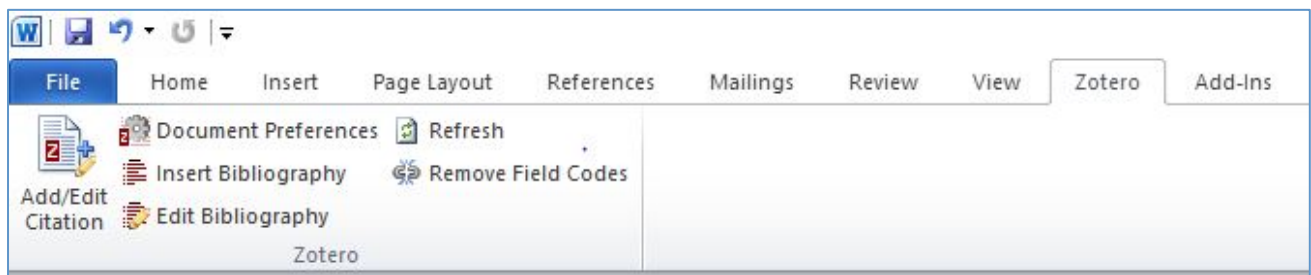 W
File Home Insert Page Layout References Mailings Review View Zotero Add-Ins
Z Add/Edit Citation
z Document Preferences Refresh
Insert Bibliography Remove Field Codes
Edit Bibliography
Zotero